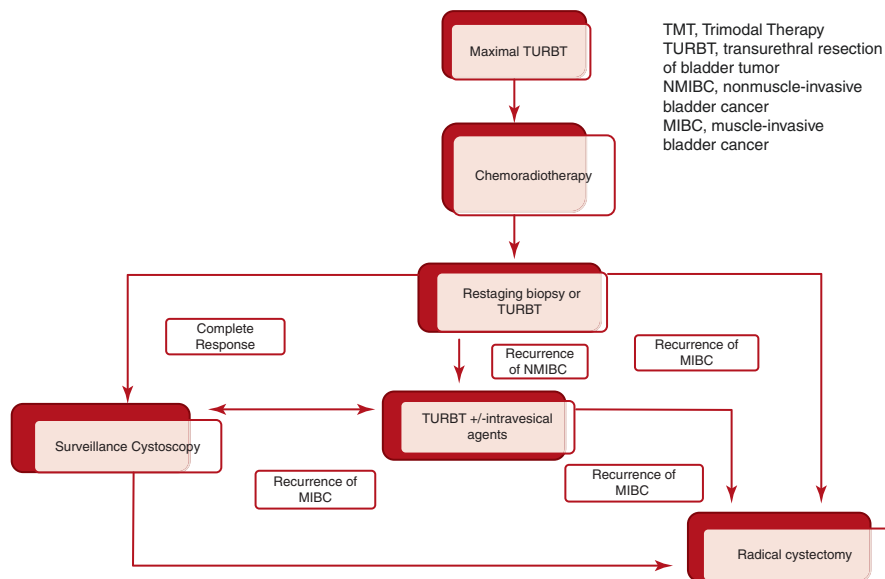 Maximal TURBT
TMT, Trimodal Therapy
TURBT, transurethral resection
of bladder tumor
NMIBC, nonmuscle-invasive
bladder cancer
MIBC, muscle-invasive
bladder cancer
Chemoradiotherapy
Restaging biopsy or
TURBT
Complete
Response
Recurrence
of NMIBC
Recurrence of
MIBC
Surveillance Cystoscopy
TURBT +/-intravesical
agents
Recurrence of
MIBC
Recurrence of
MIBC
Radical cystectomy